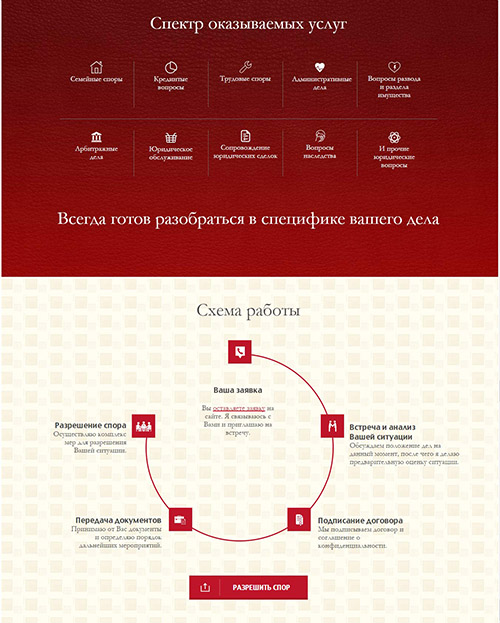 Спектр оказываемых услуг
Семейные споры
Кредитные
вопросы
Трудовые споры
Административные
дела
Вопросы развода
и раздела
имущества
Арбитражные
дела
Юридическое
обслуживание
Сопровождение
юридических сделок
Вопросы
наследства
И прочие
юридические
вопросы
Всегда готов разобраться в специфике вашего дела
Схема работы
Ваша заявка
Вы оставляете заявку на
сайте. Я связываюсь с
Вами и приглашаю на
встречу.
Встреча и анализ
Вашей ситуации
Обсуждаем положение дел на
данный момент, после чего я делаю
предварительную оценку ситуации.
Подписание договора
Мы подписываем договор и
соглашение о
конфиденциальности.
Передача документов
Принимаю от Вас документы
и определяю порядок
дальнейших мероприятий.
Разрешение спора
Осуществляю комплекс
мер для разрешения
Вашей ситуации.
РАЗРЕШИТЬ СПОР